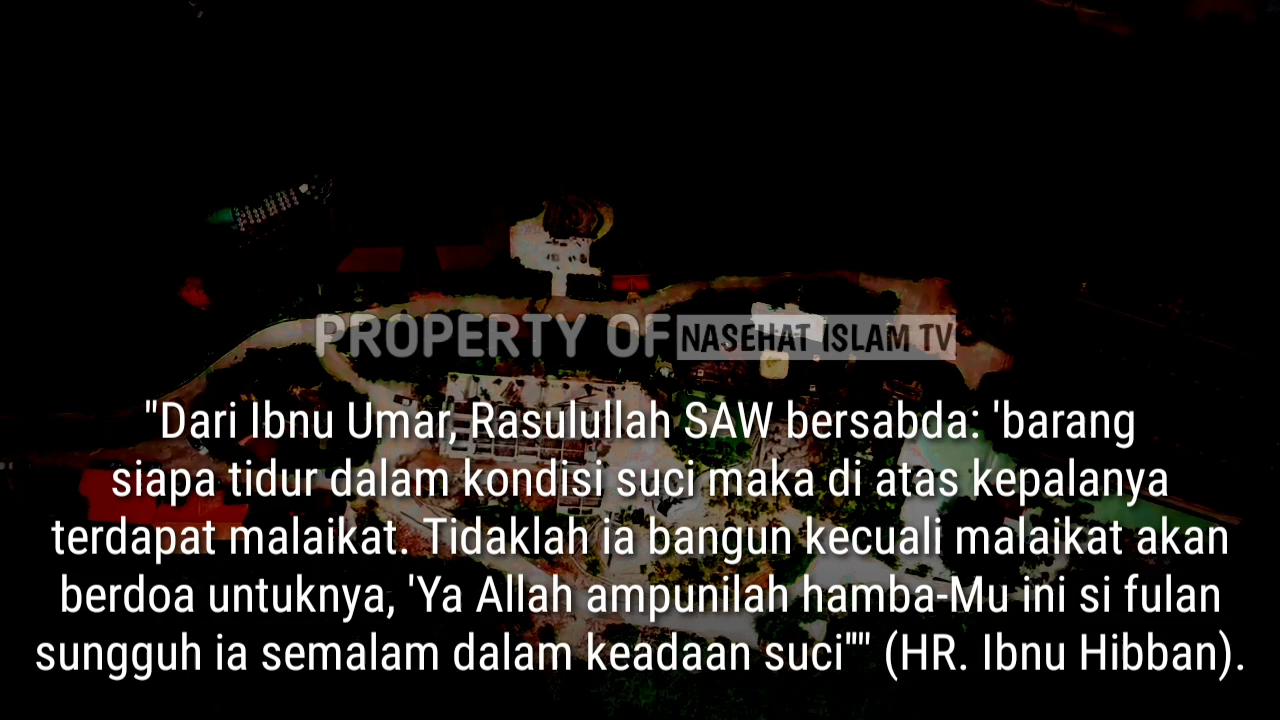 PROPERTY OF NASEHAT ISLAM TV
"Dari Ibnu Umar, Rasulullah SAW bersabda: 'barang
siapa tidur dalam kondisi suci maka di atas kepalanya
terdapat malaikat. Tidaklah ia bangun kecuali malaikat akan
berdoa untuknya, 'Ya Allah ampunilah hamba-Mu ini si fulan
sungguh ia semalam dalam keadaan suci'"" (HR. Ibnu Hibban).